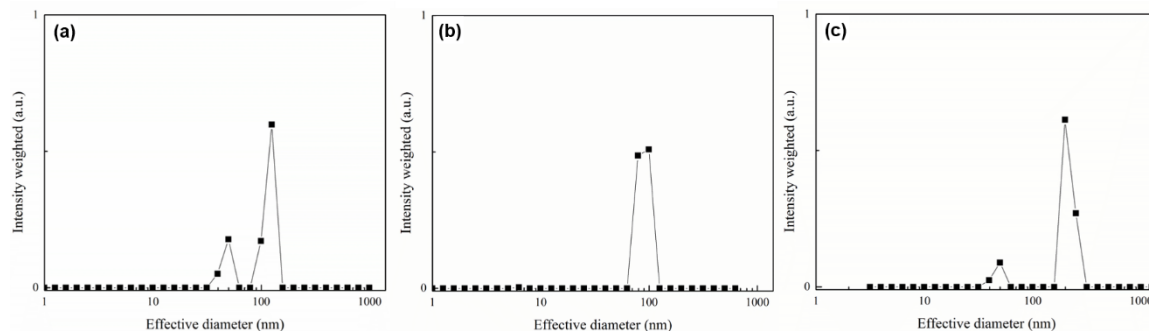 (a)
1
0
Intensity weighted (a.u.)
1 10 100 1000
Effective diameter (nm)
(b)
1
0
Intensity weighted (a.u.)
1 10 100 1000
Effective diameter (nm)
(c)
1
0
Intensity weighted (a.u.)
1 10 100 1000
Effective diameter (nm)